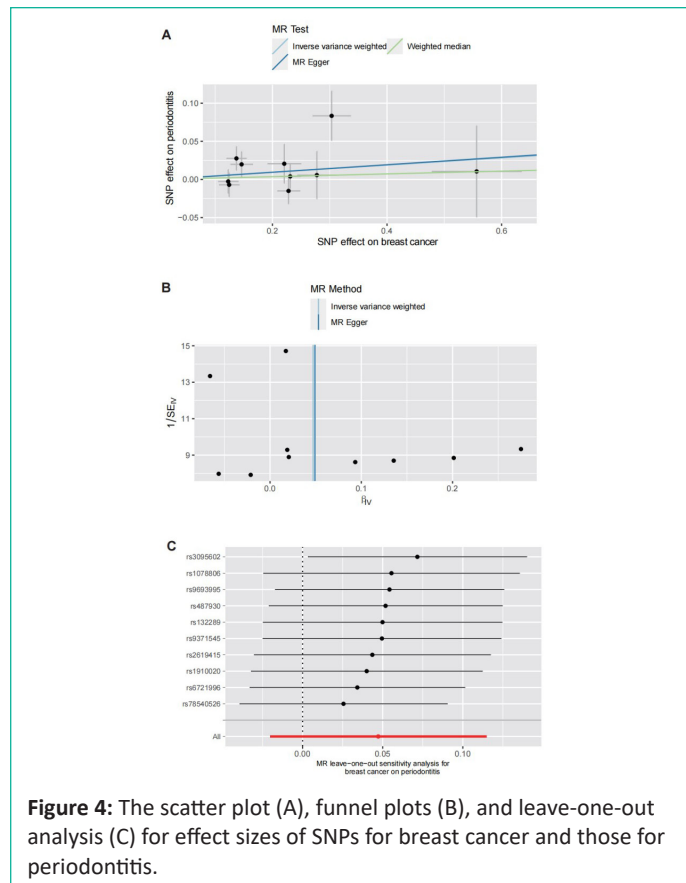 A
MR Test
Inverse variance weighted
Weighted median
MR Egger
SNP effect on periodontitis
0.10
0.05
0.00
−0.05
0.2
0.4
0.6
SNP effect on breast cancer
B
MR Method
Inverse variance weighted
MR Egger
1/SEIV
15
13
11
9
0.0
0.1
0.2
βIV
C
rs3095602
rs1078806
rs9693995
rs487930
rs132289
rs9371545
rs2619415
rs1910020
rs6721996
rs78540526
All
0.00
0.05
0.10
MR leave−one−out sensitivity analysis for
breast cancer on periodontitis
Figure 4: The scatter plot (A), funnel plots (B), and leave-one-out
analysis (C) for effect sizes of SNPs for breast cancer and those for
periodontitis.